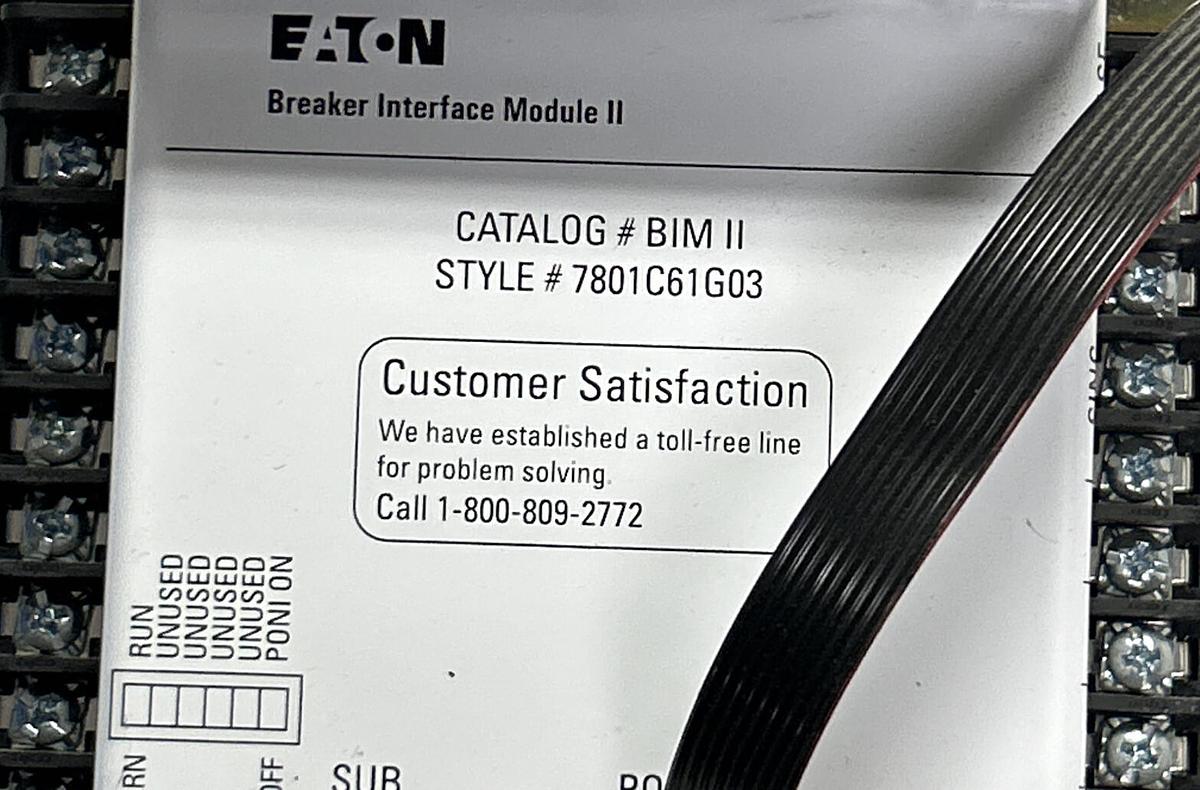 EATON
Breaker Interface Module II
CATALOG # BIM II
STYLE # 7801C61G03
Customer Satisfaction
We have established a toll-free line
for problem solving.
Call 1-800-809-2772
RUN
UNUSED
UNUSED
UNUSED
UNUSED
PONI ON
SUB